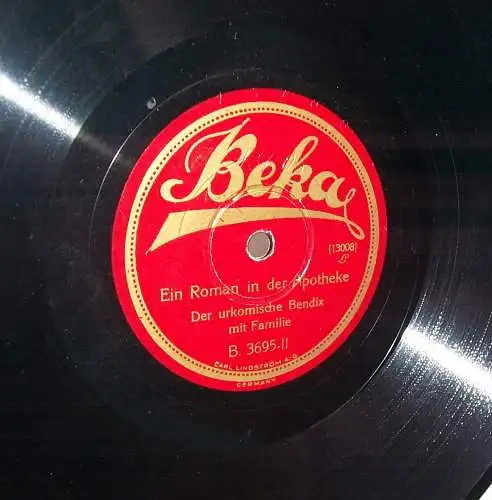 Beka
[13008]
Ein Roman in der Apotheke
Der urkomische Bendix
mit Familie
B. 3695-II
CARL LINDSTRÖM A.G.
GERMANY